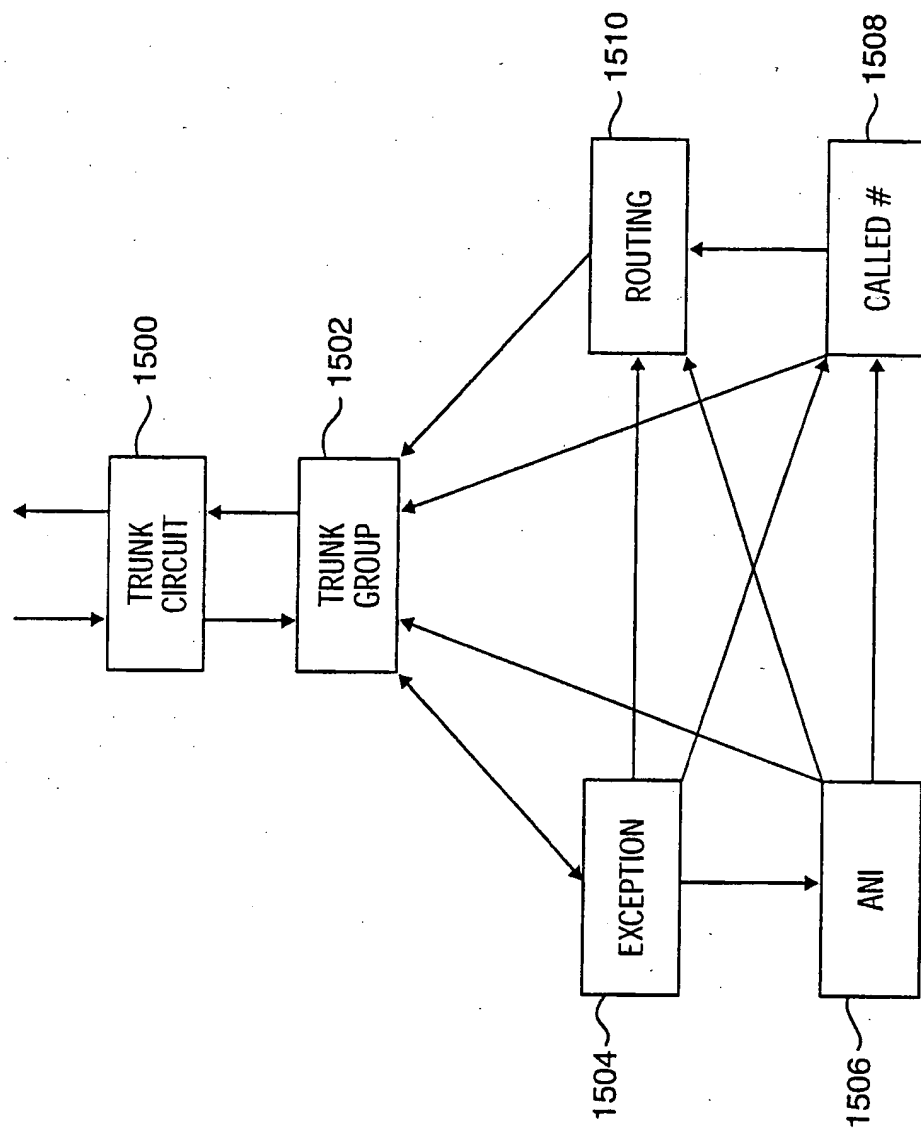 1500
TRUNK
CIRCUIT
1502
TRUNK
GROUP
1504
EXCEPTION
1510
ROUTING
1506
ANI
1508
CALLED #